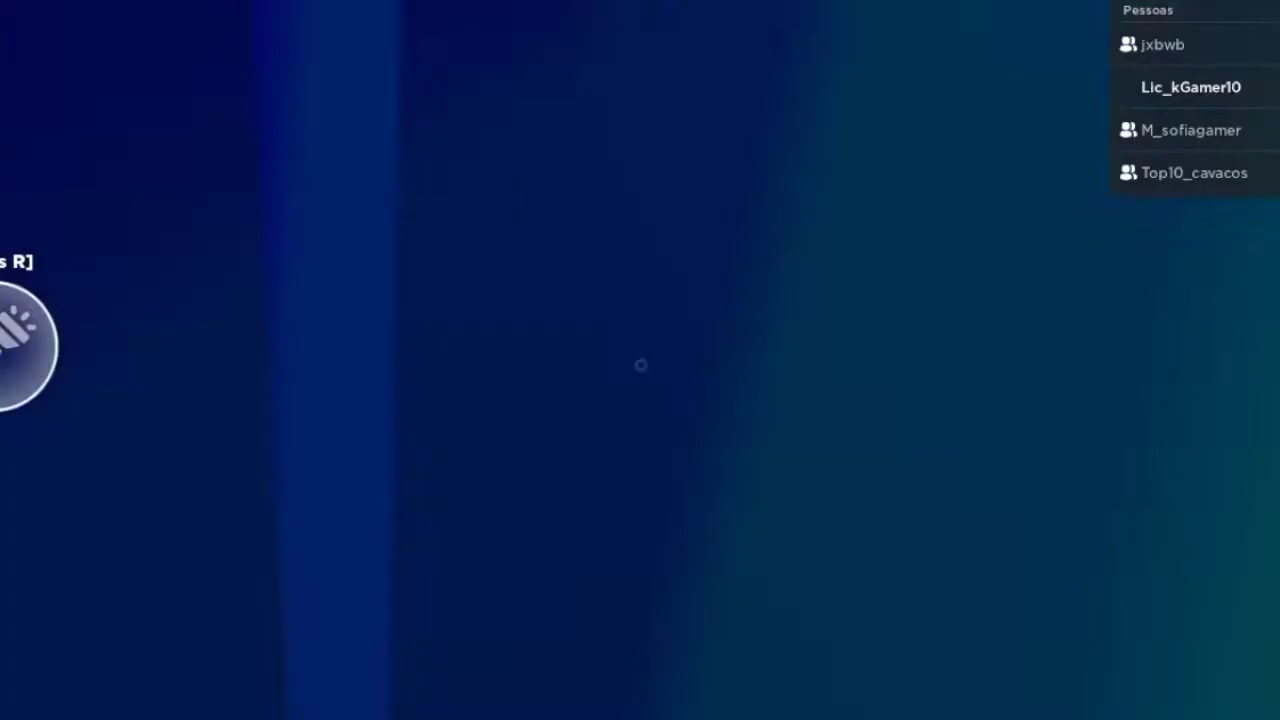 Pessoas
jxbwb
Lic_kGamer10
M_sofiagamer
Top10_cavacos
s R]